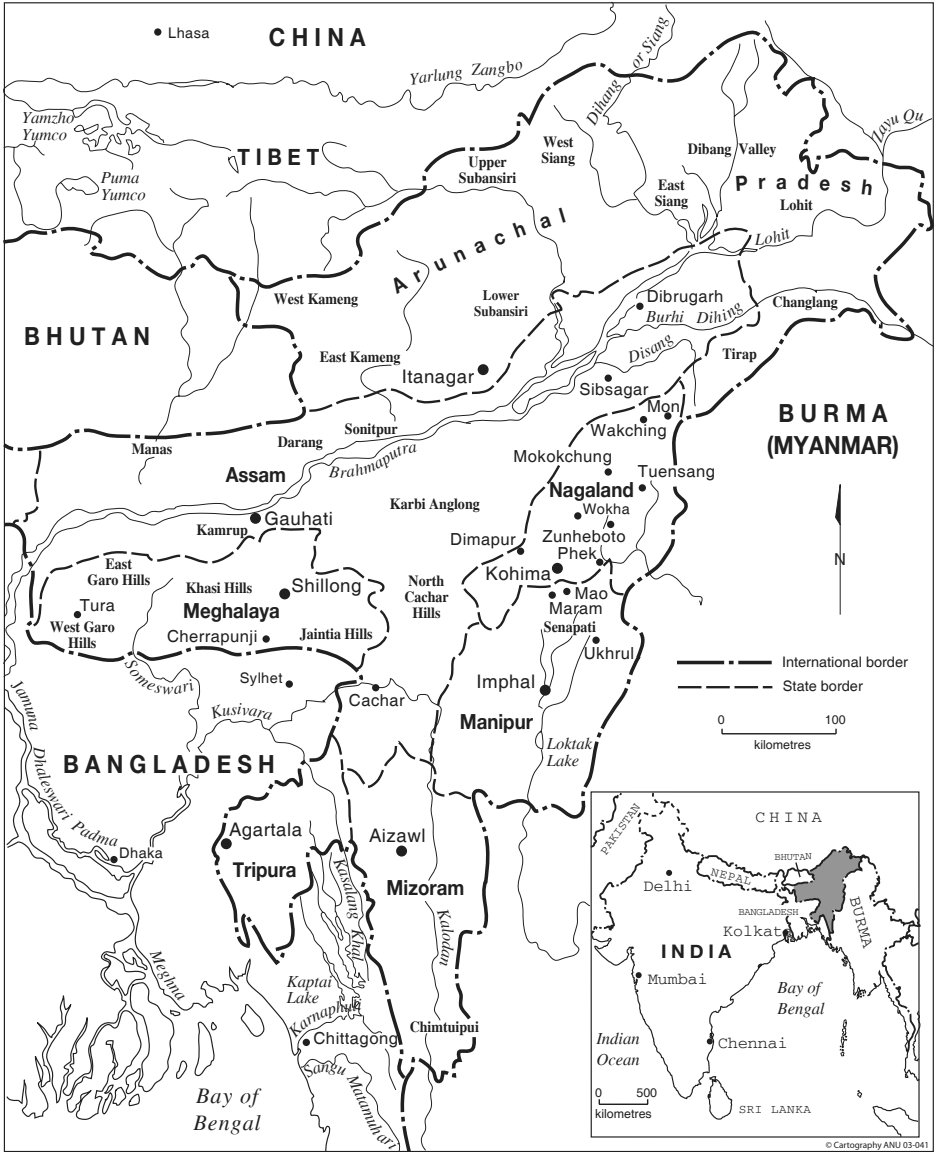 Lhasa
CHINA
Yarlung Zangbo
Dihang or Siang
Zayu Qu
Yamzho
Yumco
Puma
Yumco
TIBET
Upper
Subansiri
West
Siang
Dibang Valley
East
Siang
Pradesh
Lohit
Lohit
Arunachal
West Kameng
Lower
Subansiri
Dibrugarh
Burhi Dihing
Changlang
BHUTAN
East Kameng
Itanagar
Disang
Tirap
Sibsagar
Mon
Wakching
BURMA
(MYANMAR)
Manas
Darang
Sonitpur
Brahmaputra
Assam
Mokokchung
Tuensang
Nagaland
Wokha
Karbi Anglong
Gauhati
Kamrup
Zunheboto
Dimapur
Phek
Kohima
N
East
Garo Hills
Khasi Hills
Shillong
North
Cachar
Hills
Mao
Maram
Tura
Meghalaya
West Garo
Hills
Cherrapunji
Jaintia Hills
Senapati
Ukhrul
International border
State border
Someswari
Sylhet
Cachar
Imphal
Kusivara
Manipur
0 100
kilometres
Jamuna
Dhaleswari
Padma
Loktak
Lake
BANGLADESH
Agartala
Aizawl
Dhaka
Tripura
Kasalang Khal
Mizoram
Kalodan
Meghna
Kaptai
Lake
Karnaphuli
Chimtuipui
Chittagong
Sangu
Matamuhari
Bay of
Bengal
PAKISTAN
CHINA
BHUTAN
NEPAL
Delhi
BANGLADESH
BURMA
Kolkata
INDIA
Mumbai
Bay of
Bengal
Indian
Ocean
Chennai
0 500
kilometres
SRI LANKA
© Cartography ANU 03-041